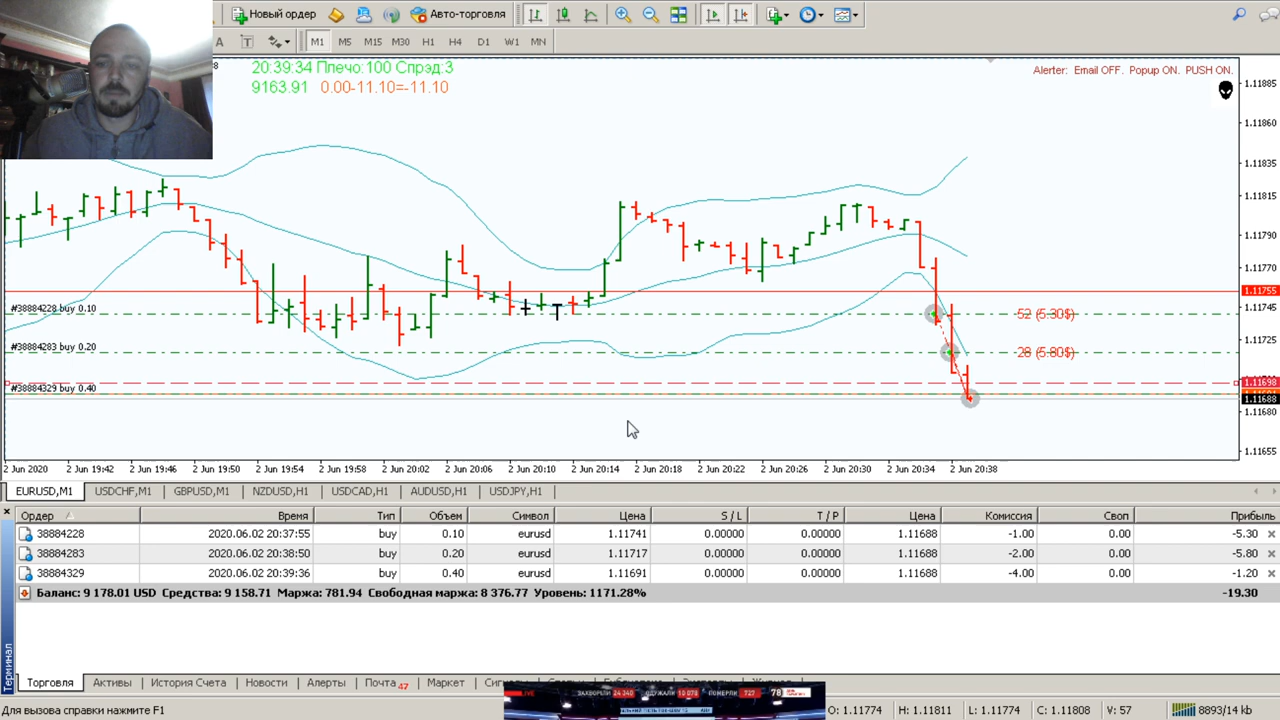 Новый ордер Авто-торговля
A T M1 M5 M15 M30 H1 H4 D1 W1 MN
8 20:39:34 Плечо:100 Спрэд:3
9163.91 0.00-11.10=-11.10
Alerter: Email OFF. Popup ON. PUSH ON.
1.11885
1.11860
1.11835
1.11815
1.11790
1.11770
1.11755
1.11745
1.11725
1.11698
1.11688
1.11680
1.11655
#38884228 buy 0.10 52 (5.30$)
#38884283 buy 0.20 28 (5.80$)
#38884329 buy 0.40
2 Jun 2020 2 Jun 19:42 2 Jun 19:46 2 Jun 19:50 2 Jun 19:54 2 Jun 19:58 2 Jun 20:02 2 Jun 20:06 2 Jun 20:10 2 Jun 20:14 2 Jun 20:18 2 Jun 20:22 2 Jun 20:26 2 Jun 20:30 2 Jun 20:34 2 Jun 20:38
EURUSD,M1 USDCHF,M1 GBPUSD,M1 NZDUSD,H1 USDCAD,H1 AUDUSD,H1 USDJPY,H1
Ордер Время Тип Объем Символ Цена S / L T / P Цена Комиссия Своп Прибыль
38884228 2020.06.02 20:37:55 buy 0.10 eurusd 1.11741 0.00000 0.00000 1.11688 -1.00 0.00 -5.30
38884283 2020.06.02 20:38:50 buy 0.20 eurusd 1.11717 0.00000 0.00000 1.11688 -2.00 0.00 -5.80
38884329 2020.06.02 20:39:36 buy 0.40 eurusd 1.11691 0.00000 0.00000 1.11688 -4.00 0.00 -1.20
Баланс: 9 178.01 USD Средства: 9 158.71 Маржа: 781.94 Свободная маржа: 8 376.77 Уровень: 1171.28% -19.30
Терминал
Торговля Активы История Счета Новости Алерты Почта 47 Маркет
ЗАХВОРІЛИ 24 340 ОДУЖАЛИ 10 078 ПОМЕРЛИ 727 78
Для вызова справки нажмите F1 O: 1.11774 H: 1.11811 L: 1.11774 C: 1.11808 V: 57 8893/14 kb